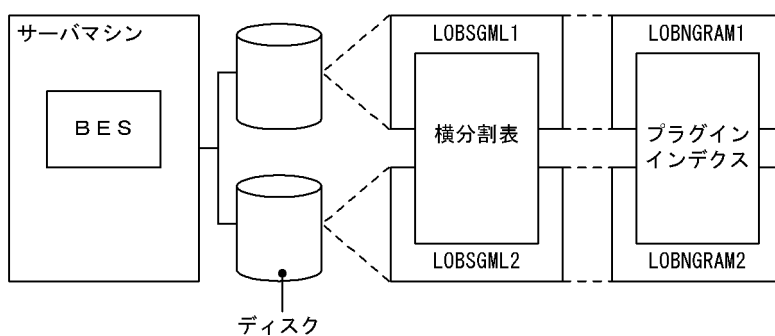 サーバマシン
BES
LOBSGML1
横分割表
LOBSGML2
LOBNGRAM1
プラグイン
インデクス
LOBNGRAM2
ディスク